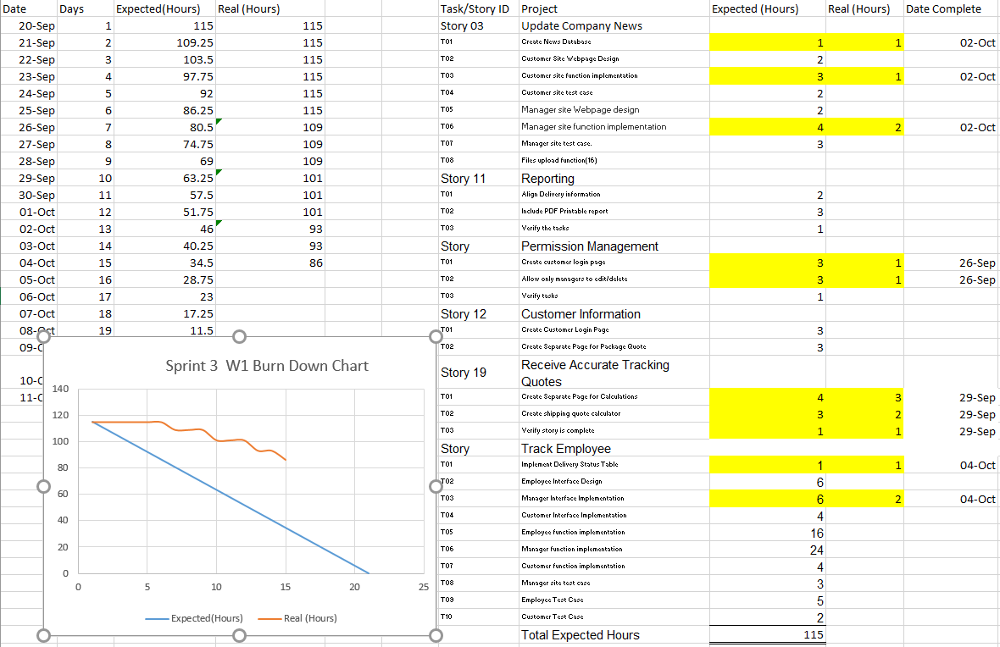 Date Days Expected(Hours) Real (Hours) Task/Story ID Project Expected (Hours) Real (Hours) Date Complete
20-Sep 1 115 115 Story 03 Update Company News
21-Sep 2 109.25 115 T01 Create News Database 1 1 02-Oct
22-Sep 3 103.5 115 T02 Customer Site Webpage Design 2
23-Sep 4 97.75 115 T03 Customer site function implementation 3 1 02-Oct
24-Sep 5 92 115 T04 Customer site test case 2
25-Sep 6 86.25 115 T05 Manager site Webpage design 2
26-Sep 7 80.5 109 T06 Manager site function implementation 4 2 02-Oct
27-Sep 8 74.75 109 T07 Manager site test case. 3
28-Sep 9 69 109 T08 Files upload function(16)
29-Sep 10 63.25 101 Story 11 Reporting
30-Sep 11 57.5 101 T01 Align Delivery information 2
01-Oct 12 51.75 101 T02 Include PDF Printable report 3
02-Oct 13 46 93 T03 Verify the tasks 1
03-Oct 14 40.25 93 Story Permission Management
04-Oct 15 34.5 86 T01 Create customer login page 3 1 26-Sep
05-Oct 16 28.75 T02 Allow only managers to edit/delete 3 1 26-Sep
06-Oct 17 23 T03 Verify tasks 1
07-Oct 18 17.25 Story 12 Customer Information
08-Oct 19 11.5 T01 Create Customer Login Page 3
09-O T02 Create Separate Page for Package Quote 3
10-O Story 19 Receive Accurate Tracking
Quotes
11-O T01 Create Separate Page for Calculations 4 3 29-Sep
T02 Create shipping quote calculator 3 2 29-Sep
T03 Verify story is complete 1 1 29-Sep
Story Track Employee
T01 Implement Delivery Status Table 1 1 04-Oct
T02 Employee Interface Design 6
T03 Manager Interface Implementation 6 2 04-Oct
T04 Customer Interface Implementation 4
T05 Employee function implementation 16
T06 Manager function implementation 24
T07 Customer function implementation 4
T08 Manager site test case 3
T09 Employee Test Case 5
T10 Customer Test Case 2
Total Expected Hours 115
Sprint 3 W1 Burn Down Chart
140
120
100
80
60
40
20
0
0 5 10 15 20 25
Expected(Hours) Real (Hours)